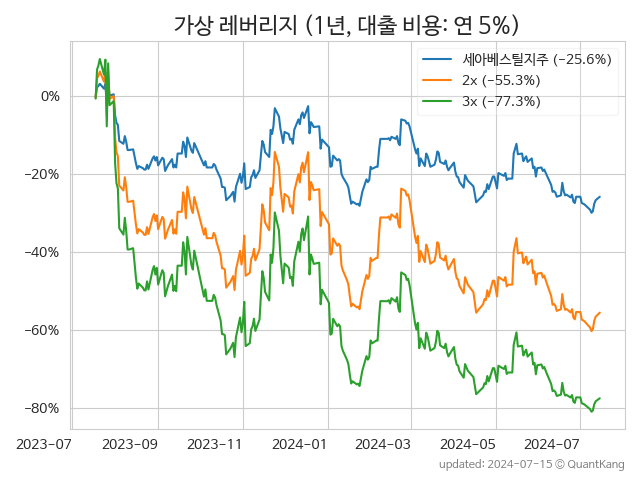 가상 레버리지 (1년, 대출 비용: 연 5%)
세아베스틸지주 (-25.6%)
2x (-55.3%)
3x (-77.3%)
0%
-20%
-40%
-60%
-80%
2023-07 2023-09 2023-11 2024-01 2024-03 2024-05 2024-07
updated: 2024-07-15 © QuantKang